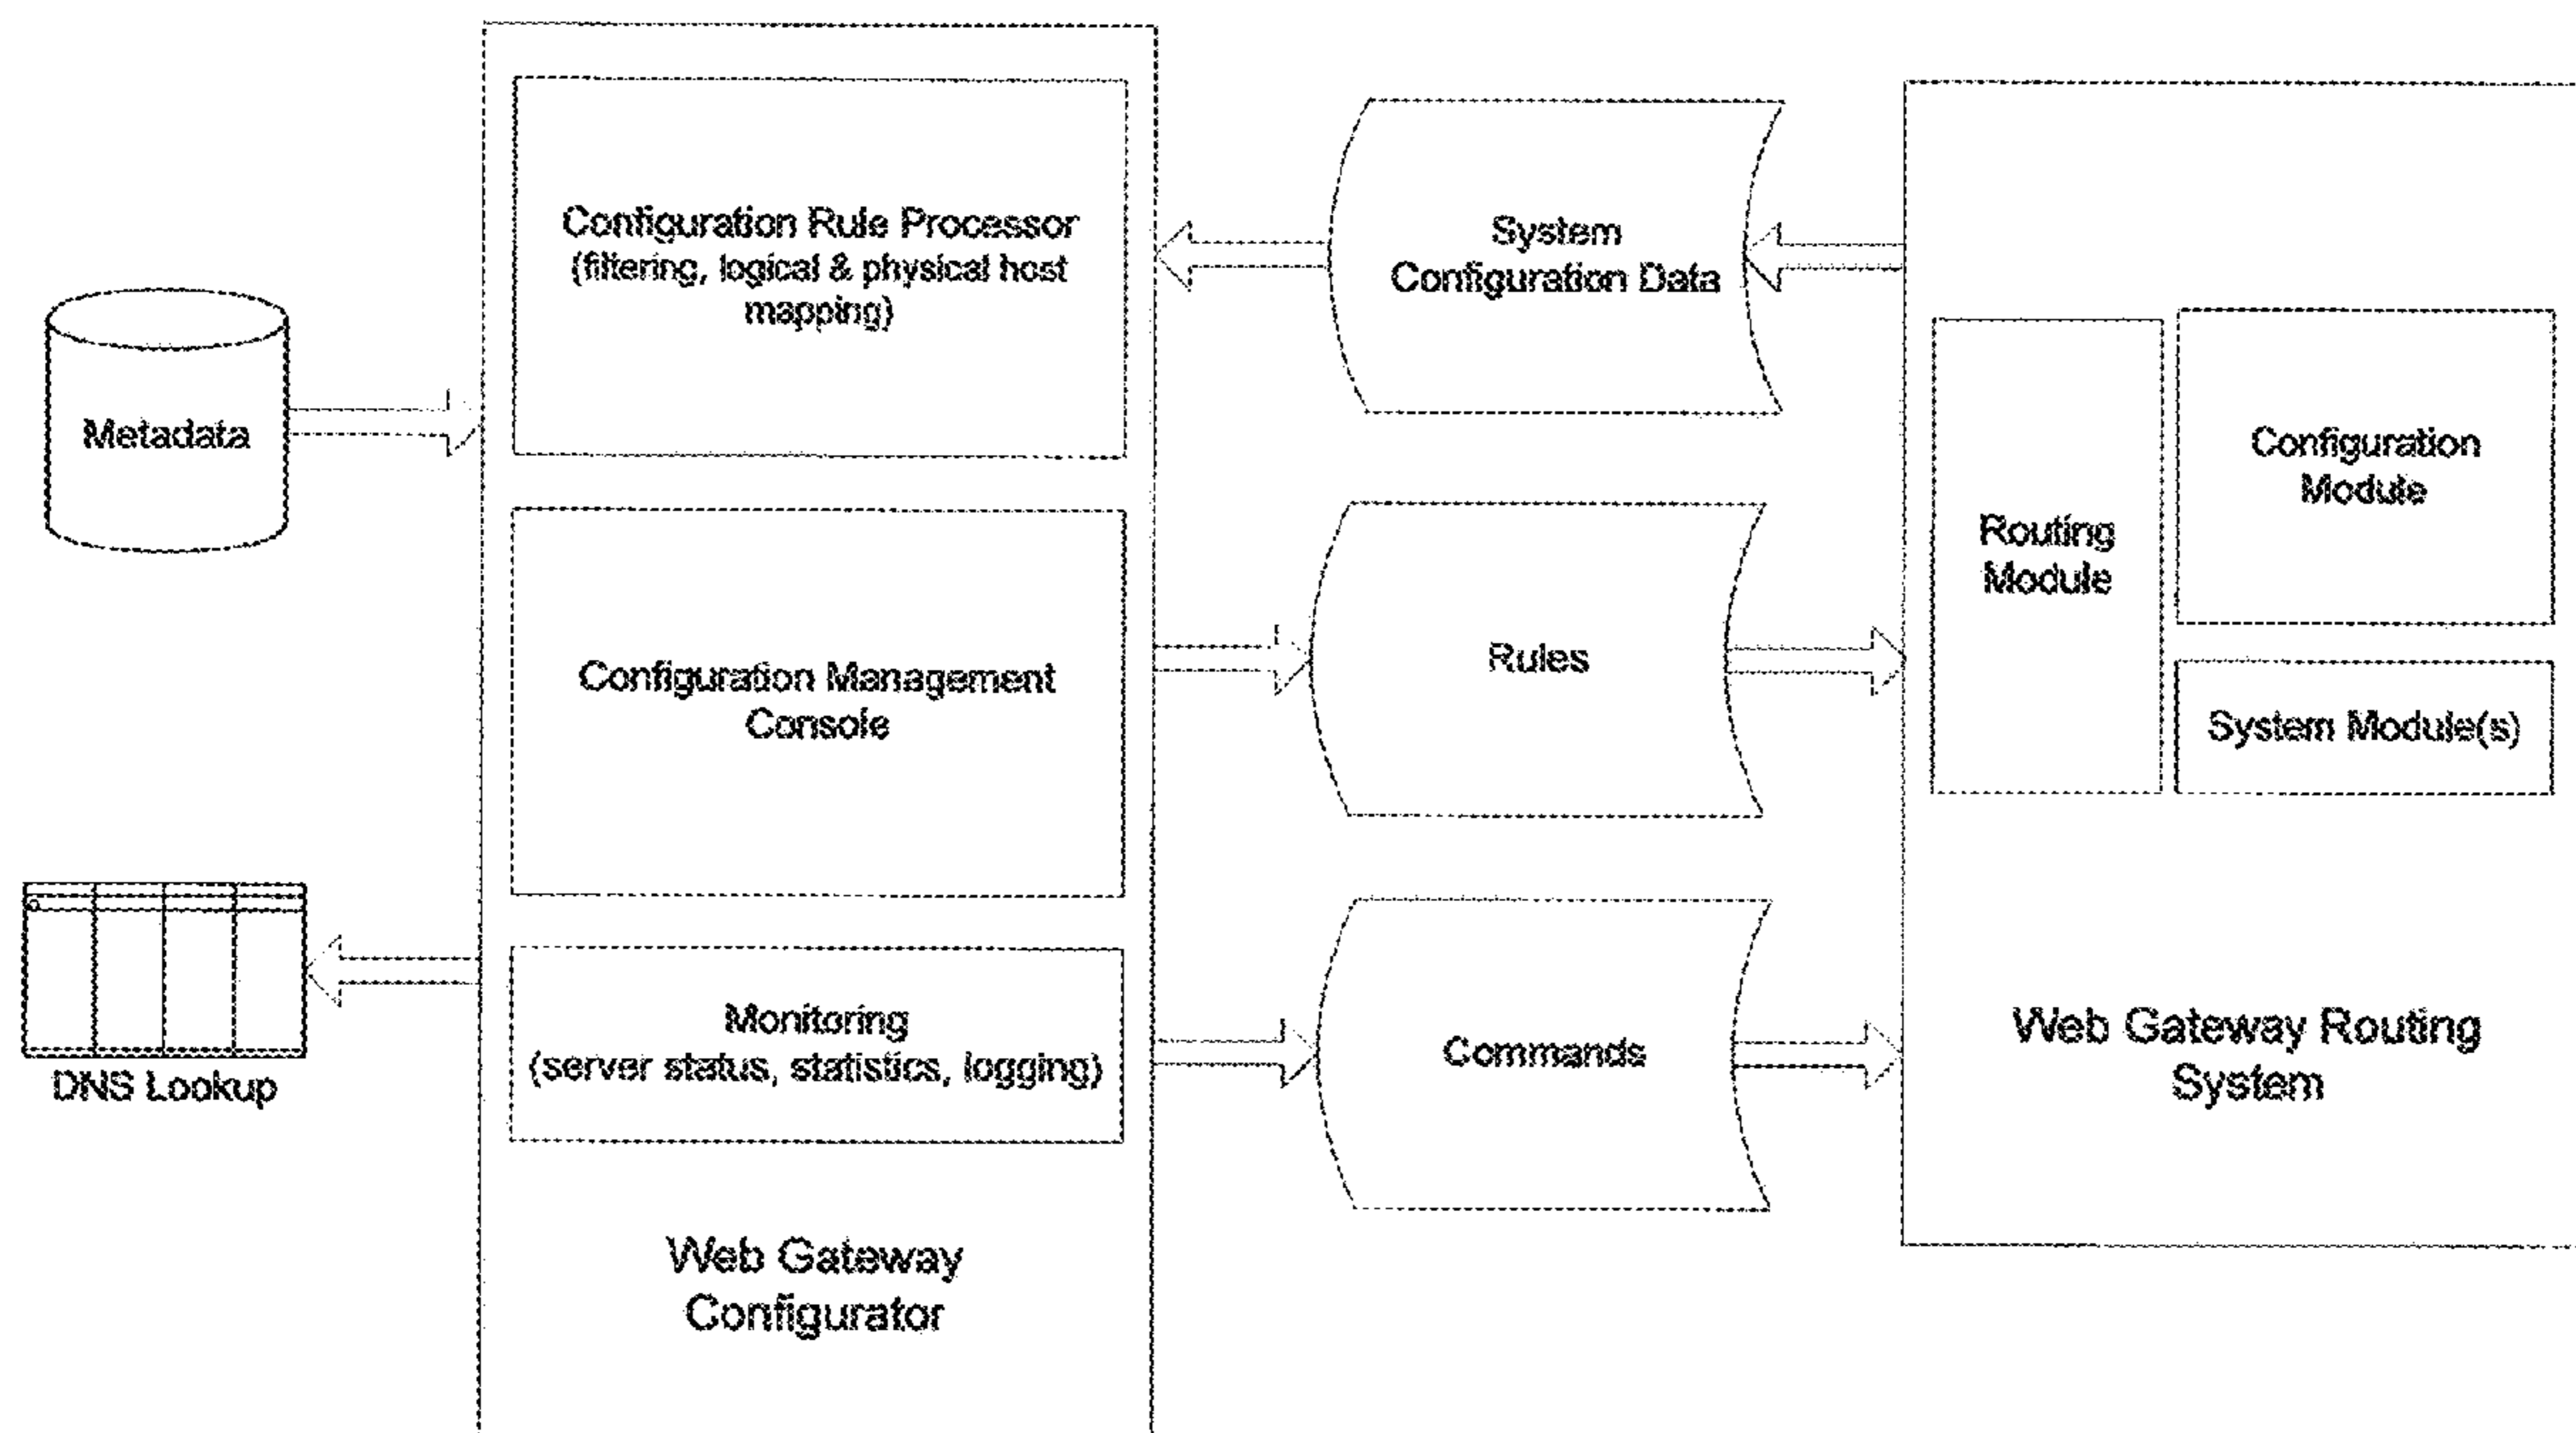 Metadata
DNS Lookup
Configuration Rule Processor
(filtering, logical & physical host
mapping)
Configuration Management
Console
Monitoring
(server status, statistics, logging)
Web Gateway
Configurator
System
Configuration Data
Rules
Commands
Routing
Module
Configuration
Module
System Module(s)
Web Gateway Routing
System